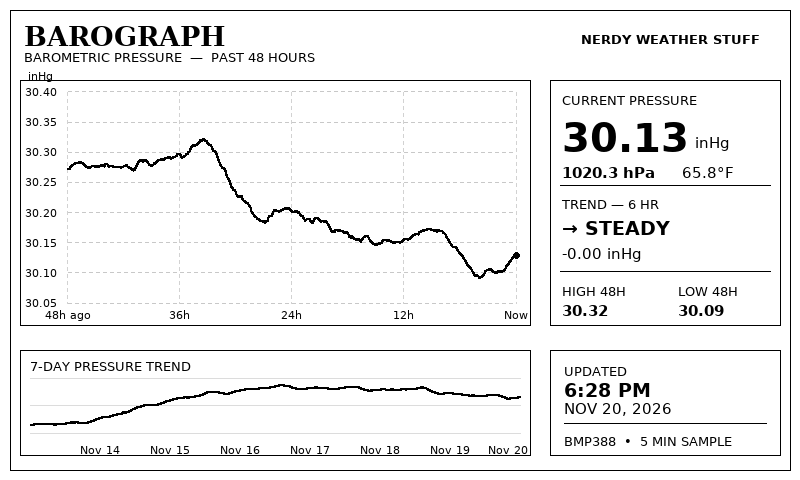 BAROGRAPH
BAROMETRIC PRESSURE — PAST 48 HOURS
NERDY WEATHER STUFF
inHg
30.40
30.35
30.30
30.25
30.20
30.15
30.10
30.05
48h ago 36h 24h 12h Now
CURRENT PRESSURE
30.13 inHg
1020.3 hPa 65.8°F
TREND — 6 HR
→ STEADY
-0.00 inHg
HIGH 48H LOW 48H
30.32 30.09
7-DAY PRESSURE TREND
Nov 14 Nov 15 Nov 16 Nov 17 Nov 18 Nov 19 Nov 20
UPDATED
6:28 PM
NOV 20, 2026
BMP388 • 5 MIN SAMPLE